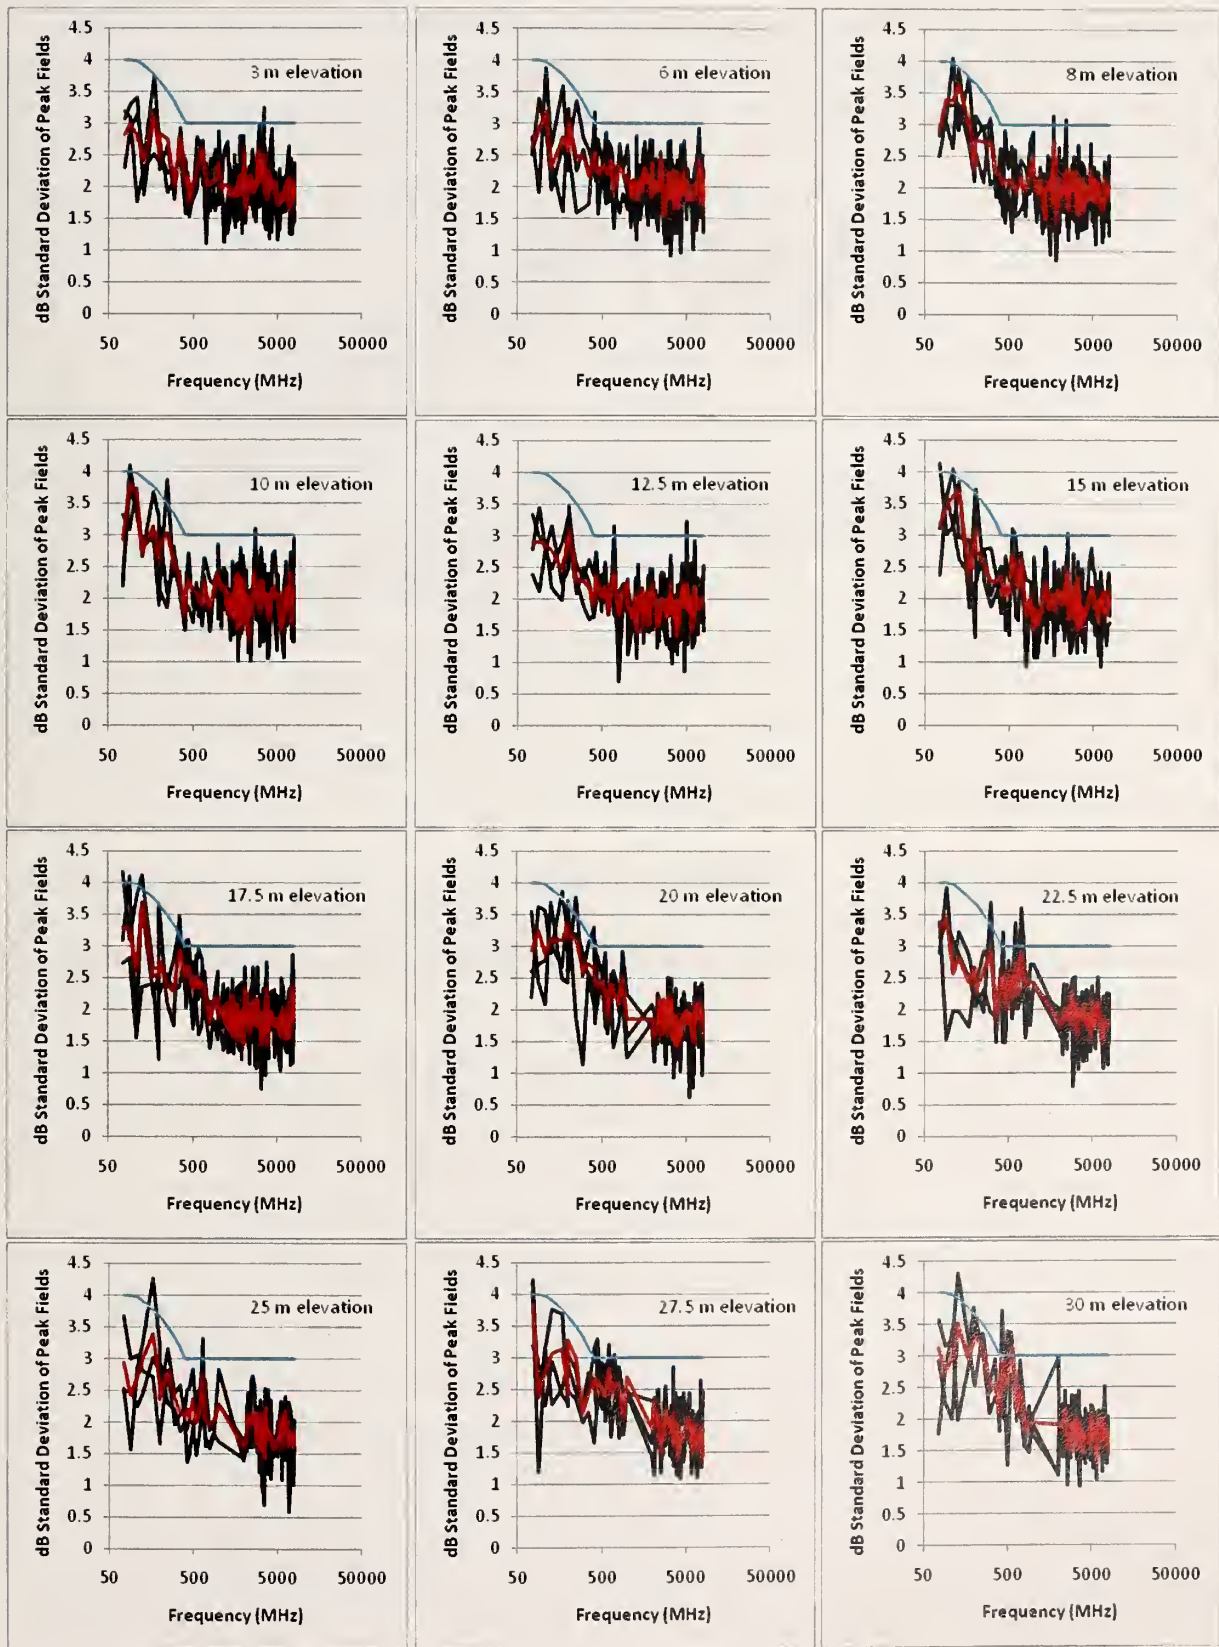 dB Standard Deviation of Peak Fields
4.5
4
3.5
3
2.5
2
1.5
1
0.5
0
3 m elevation
50 500 5000 50000
Frequency (MHz)
dB Standard Deviation of Peak Fields
4.5
4
3.5
3
2.5
2
1.5
1
0.5
0
6 m elevation
50 500 5000 50000
Frequency (MHz)
dB Standard Deviation of Peak Fields
4.5
4
3.5
3
2.5
2
1.5
1
0.5
0
8 m elevation
50 500 5000 50000
Frequency (MHz)
dB Standard Deviation of Peak Fields
4.5
4
3.5
3
2.5
2
1.5
1
0.5
0
10 m elevation
50 500 5000 50000
Frequency (MHz)
dB Standard Deviation of Peak Fields
4.5
4
3.5
3
2.5
2
1.5
1
0.5
0
12.5 m elevation
50 500 5000 50000
Frequency (MHz)
dB Standard Deviation of Peak Fields
4.5
4
3.5
3
2.5
2
1.5
1
0.5
0
15 m elevation
50 500 5000 50000
Frequency (MHz)
dB Standard Deviation of Peak Fields
4.5
4
3.5
3
2.5
2
1.5
1
0.5
0
17.5 m elevation
50 500 5000 50000
Frequency (MHz)
dB Standard Deviation of Peak Fields
4.5
4
3.5
3
2.5
2
1.5
1
0.5
0
20 m elevation
50 500 5000 50000
Frequency (MHz)
dB Standard Deviation of Peak Fields
4.5
4
3.5
3
2.5
2
1.5
1
0.5
0
22.5 m elevation
50 500 5000 50000
Frequency (MHz)
dB Standard Deviation of Peak Fields
4.5
4
3.5
3
2.5
2
1.5
1
0.5
0
25 m elevation
50 500 5000 50000
Frequency (MHz)
dB Standard Deviation of Peak Fields
4.5
4
3.5
3
2.5
2
1.5
1
0.5
0
27.5 m elevation
50 500 5000 50000
Frequency (MHz)
dB Standard Deviation of Peak Fields
4.5
4
3.5
3
2.5
2
1.5
1
0.5
0
30 m elevation
50 500 5000 50000
Frequency (MHz)